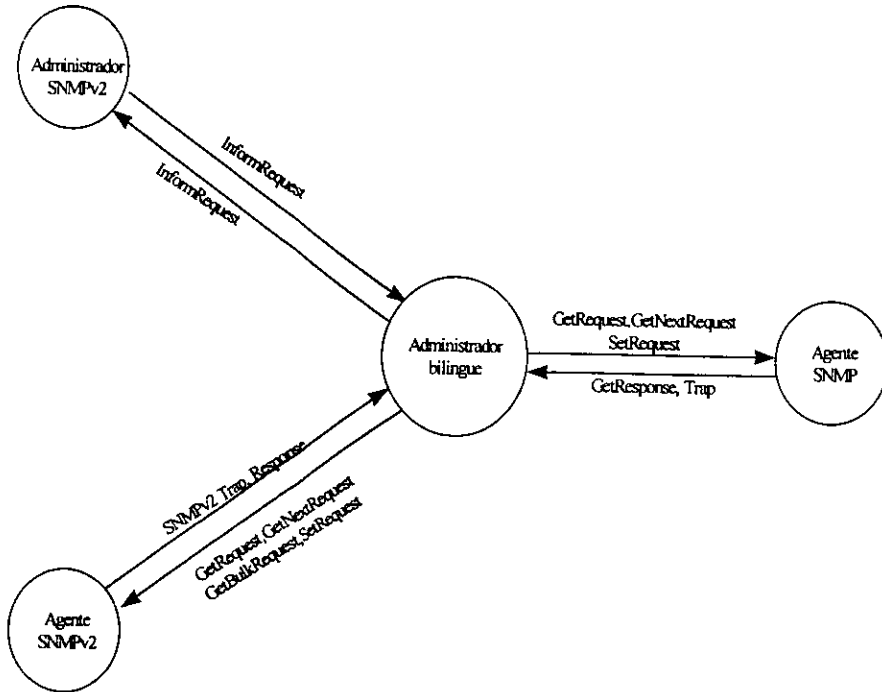 Administrador
SNMPv2
InformRequest
InformRequest
Administrador
bilingue
GetRequest, GetNextRequest
SetRequest
GetResponse, Trap
Agente
SNMP
SNMPv2 Trap, Response
GetRequest, GetNextRequest
GetBulkRequest, SetRequest
Agente
SNMPv2